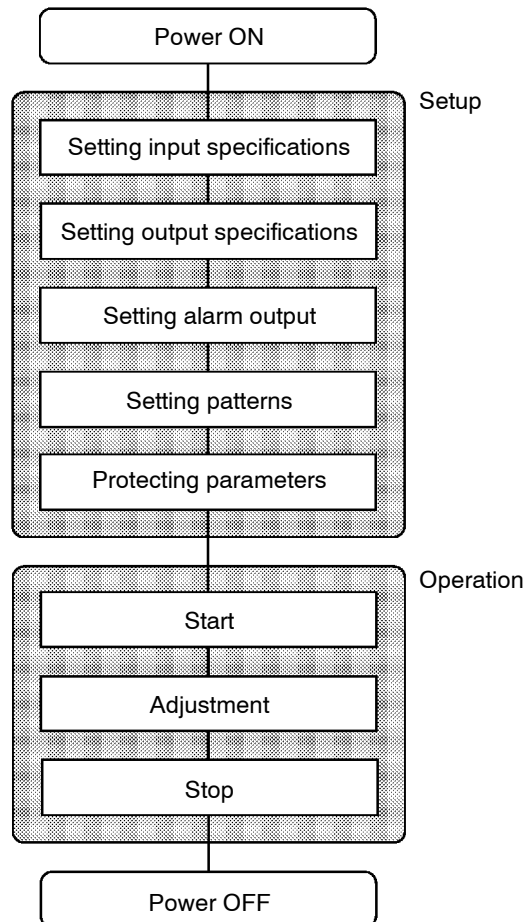 Power ON
Setup
Setting input specifications
Setting output specifications
Setting alarm output
Setting patterns
Protecting parameters
Operation
Start
Adjustment
Stop
Power OFF